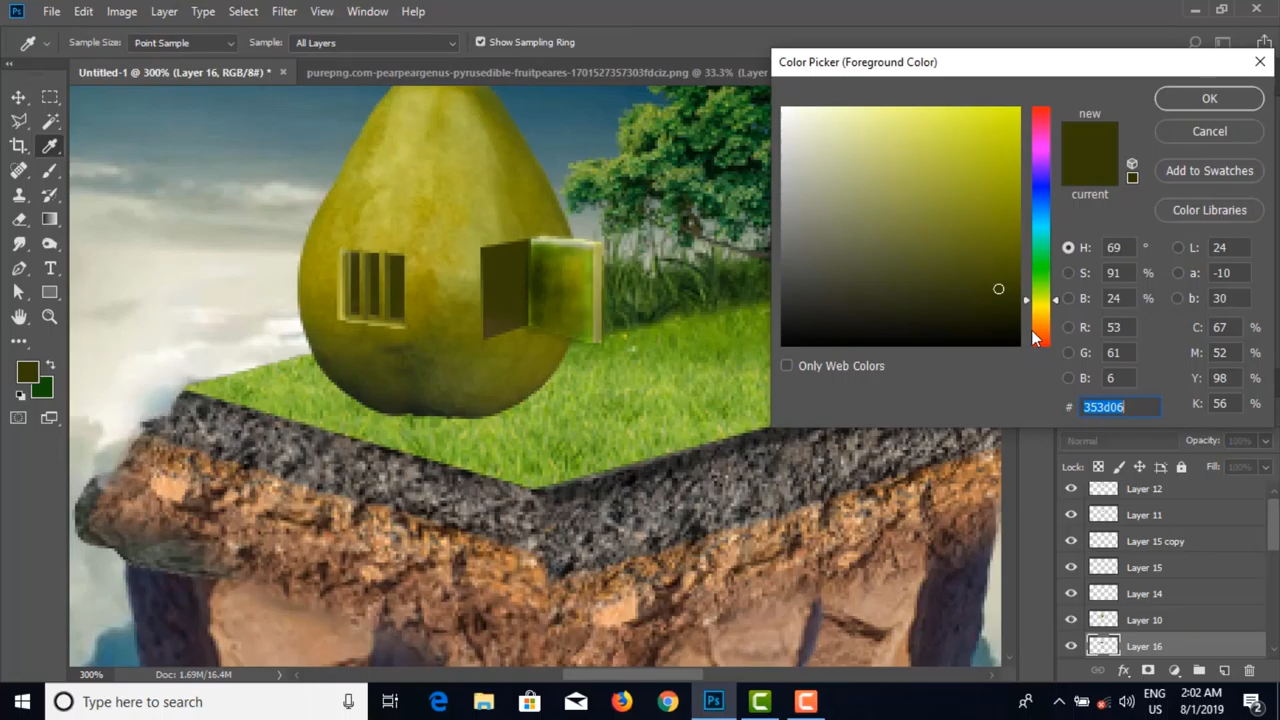 Ps File Edit Image Layer Type Select Filter View Window Help
Sample Size: Point Sample Sample: All Layers Show Sampling Ring
Untitled-1 @ 300% (Layer 16, RGB/8#) * purepng.com-pearpeargenus-pyrusedible-fruitpeares-1701527357303fdciz.png @ 33.3% (Layer
Color Picker (Foreground Color)
new
current
OK
Cancel
Add to Swatches
Color Libraries
H: 69 °
S: 91 %
B: 24 %
R: 53
G: 61
B: 6
# 353d06
L: 24
a: -10
b: 30
C: 67 %
M: 52 %
Y: 98 %
K: 56 %
Only Web Colors
Normal Opacity: 100%
Lock: Fill: 100%
Layer 12
Layer 11
Layer 15 copy
Layer 15
Layer 14
Layer 10
Layer 16
300% Doc: 1.69M/16.4M
Type here to search
Ps
ENG
US
2:02 AM
8/1/2019
2